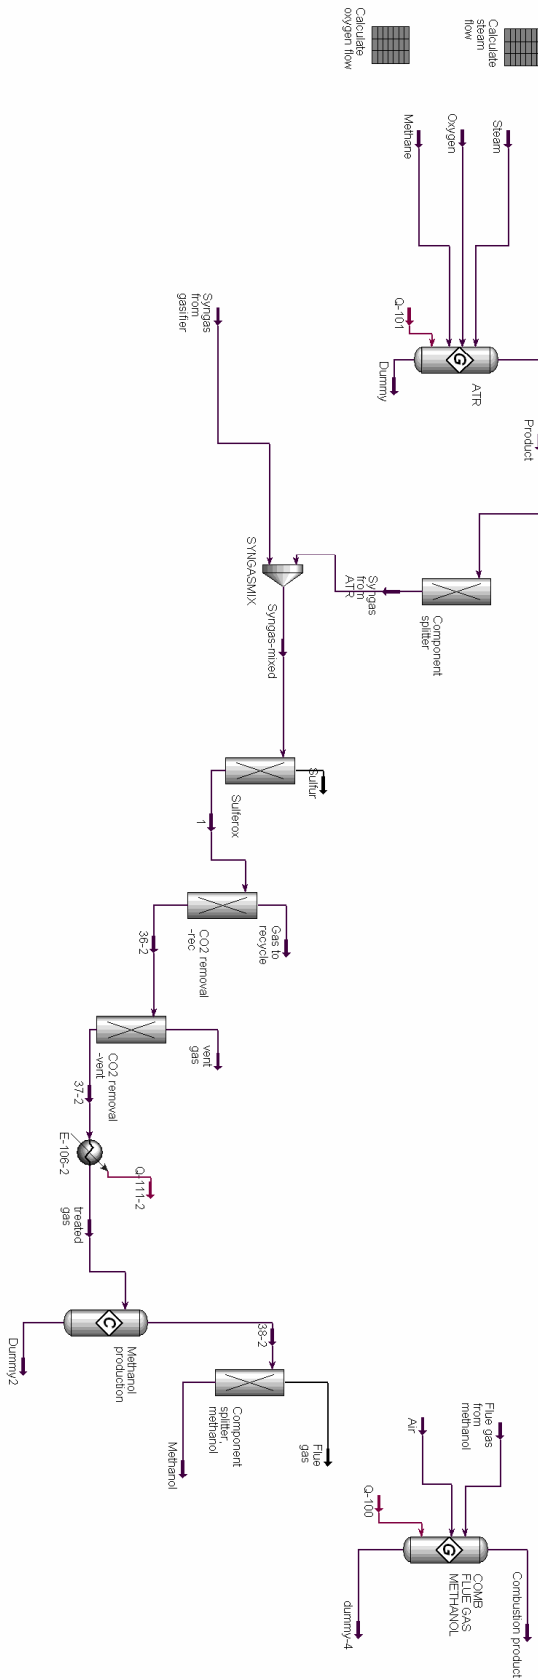 Calculate
oxygen flow
Calculate
steam
flow
Methane
Oxygen
Steam
Q-101
ATR
Dummy
Product
Syngas
from
gasifier
SYNGASMIX
Syngas
from
ATR
Component
splitter
Syngas-mixed
Sulfur
Sulferox
1
Gas to
recycle
CO2 removal
-rec
36-2
vent
gas
CO2 removal
-vent
37-2
E-106-2
Q-111-2
treated
gas
Methanol
production
Dummy2
38-2
Component
splitter,
methanol
Methanol
Flue
gas
Air
Flue gas
from
methanol
Q-100
COMB
FLUE GAS
METHANOL
dummy-4
Combustion product
G
C
G